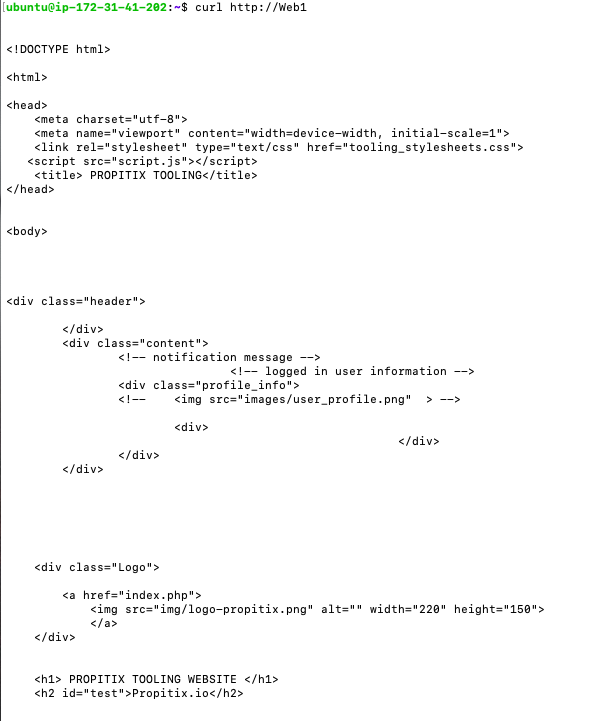 [ubuntu@ip-172-31-41-202:~$ curl http://Web1
<!DOCTYPE html>
<html>
<head>
<meta charset="utf-8">
<meta name="viewport" content="width=device-width, initial-scale=1">
<link rel="stylesheet" type="text/css" href="tooling_stylesheets.css">
<script src="script.js"></script>
<title> PROPITIX TOOLING</title>
</head>
<body>
<div class="header">
</div>
<div class="content">
<!-- notification message -->
<!-- logged in user information -->
<div class="profile_info">
<!-- <img src="images/user_profile.png" > -->
<div>
</div>
</div>
</div>
<div class="Logo">
<a href="index.php">
<img src="img/logo-propitix.png" alt="" width="220" height="150">
</a>
</div>
<h1> PROPITIX TOOLING WEBSITE </h1>
<h2 id="test">Propitix.io</h2>